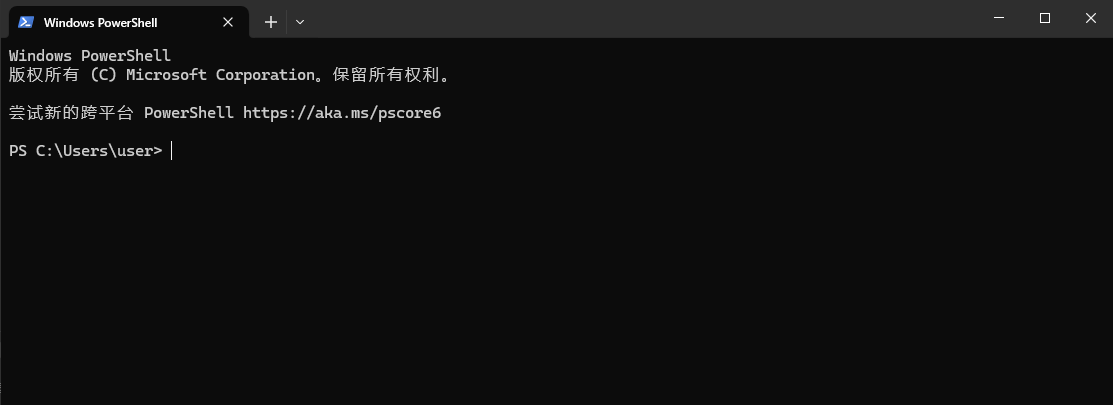 Windows PowerShell
Windows PowerShell
版权所有 (C) Microsoft Corporation。保留所有权利。
尝试新的跨平台 PowerShell https://aka.ms/pscore6
PS C:\Users\user>